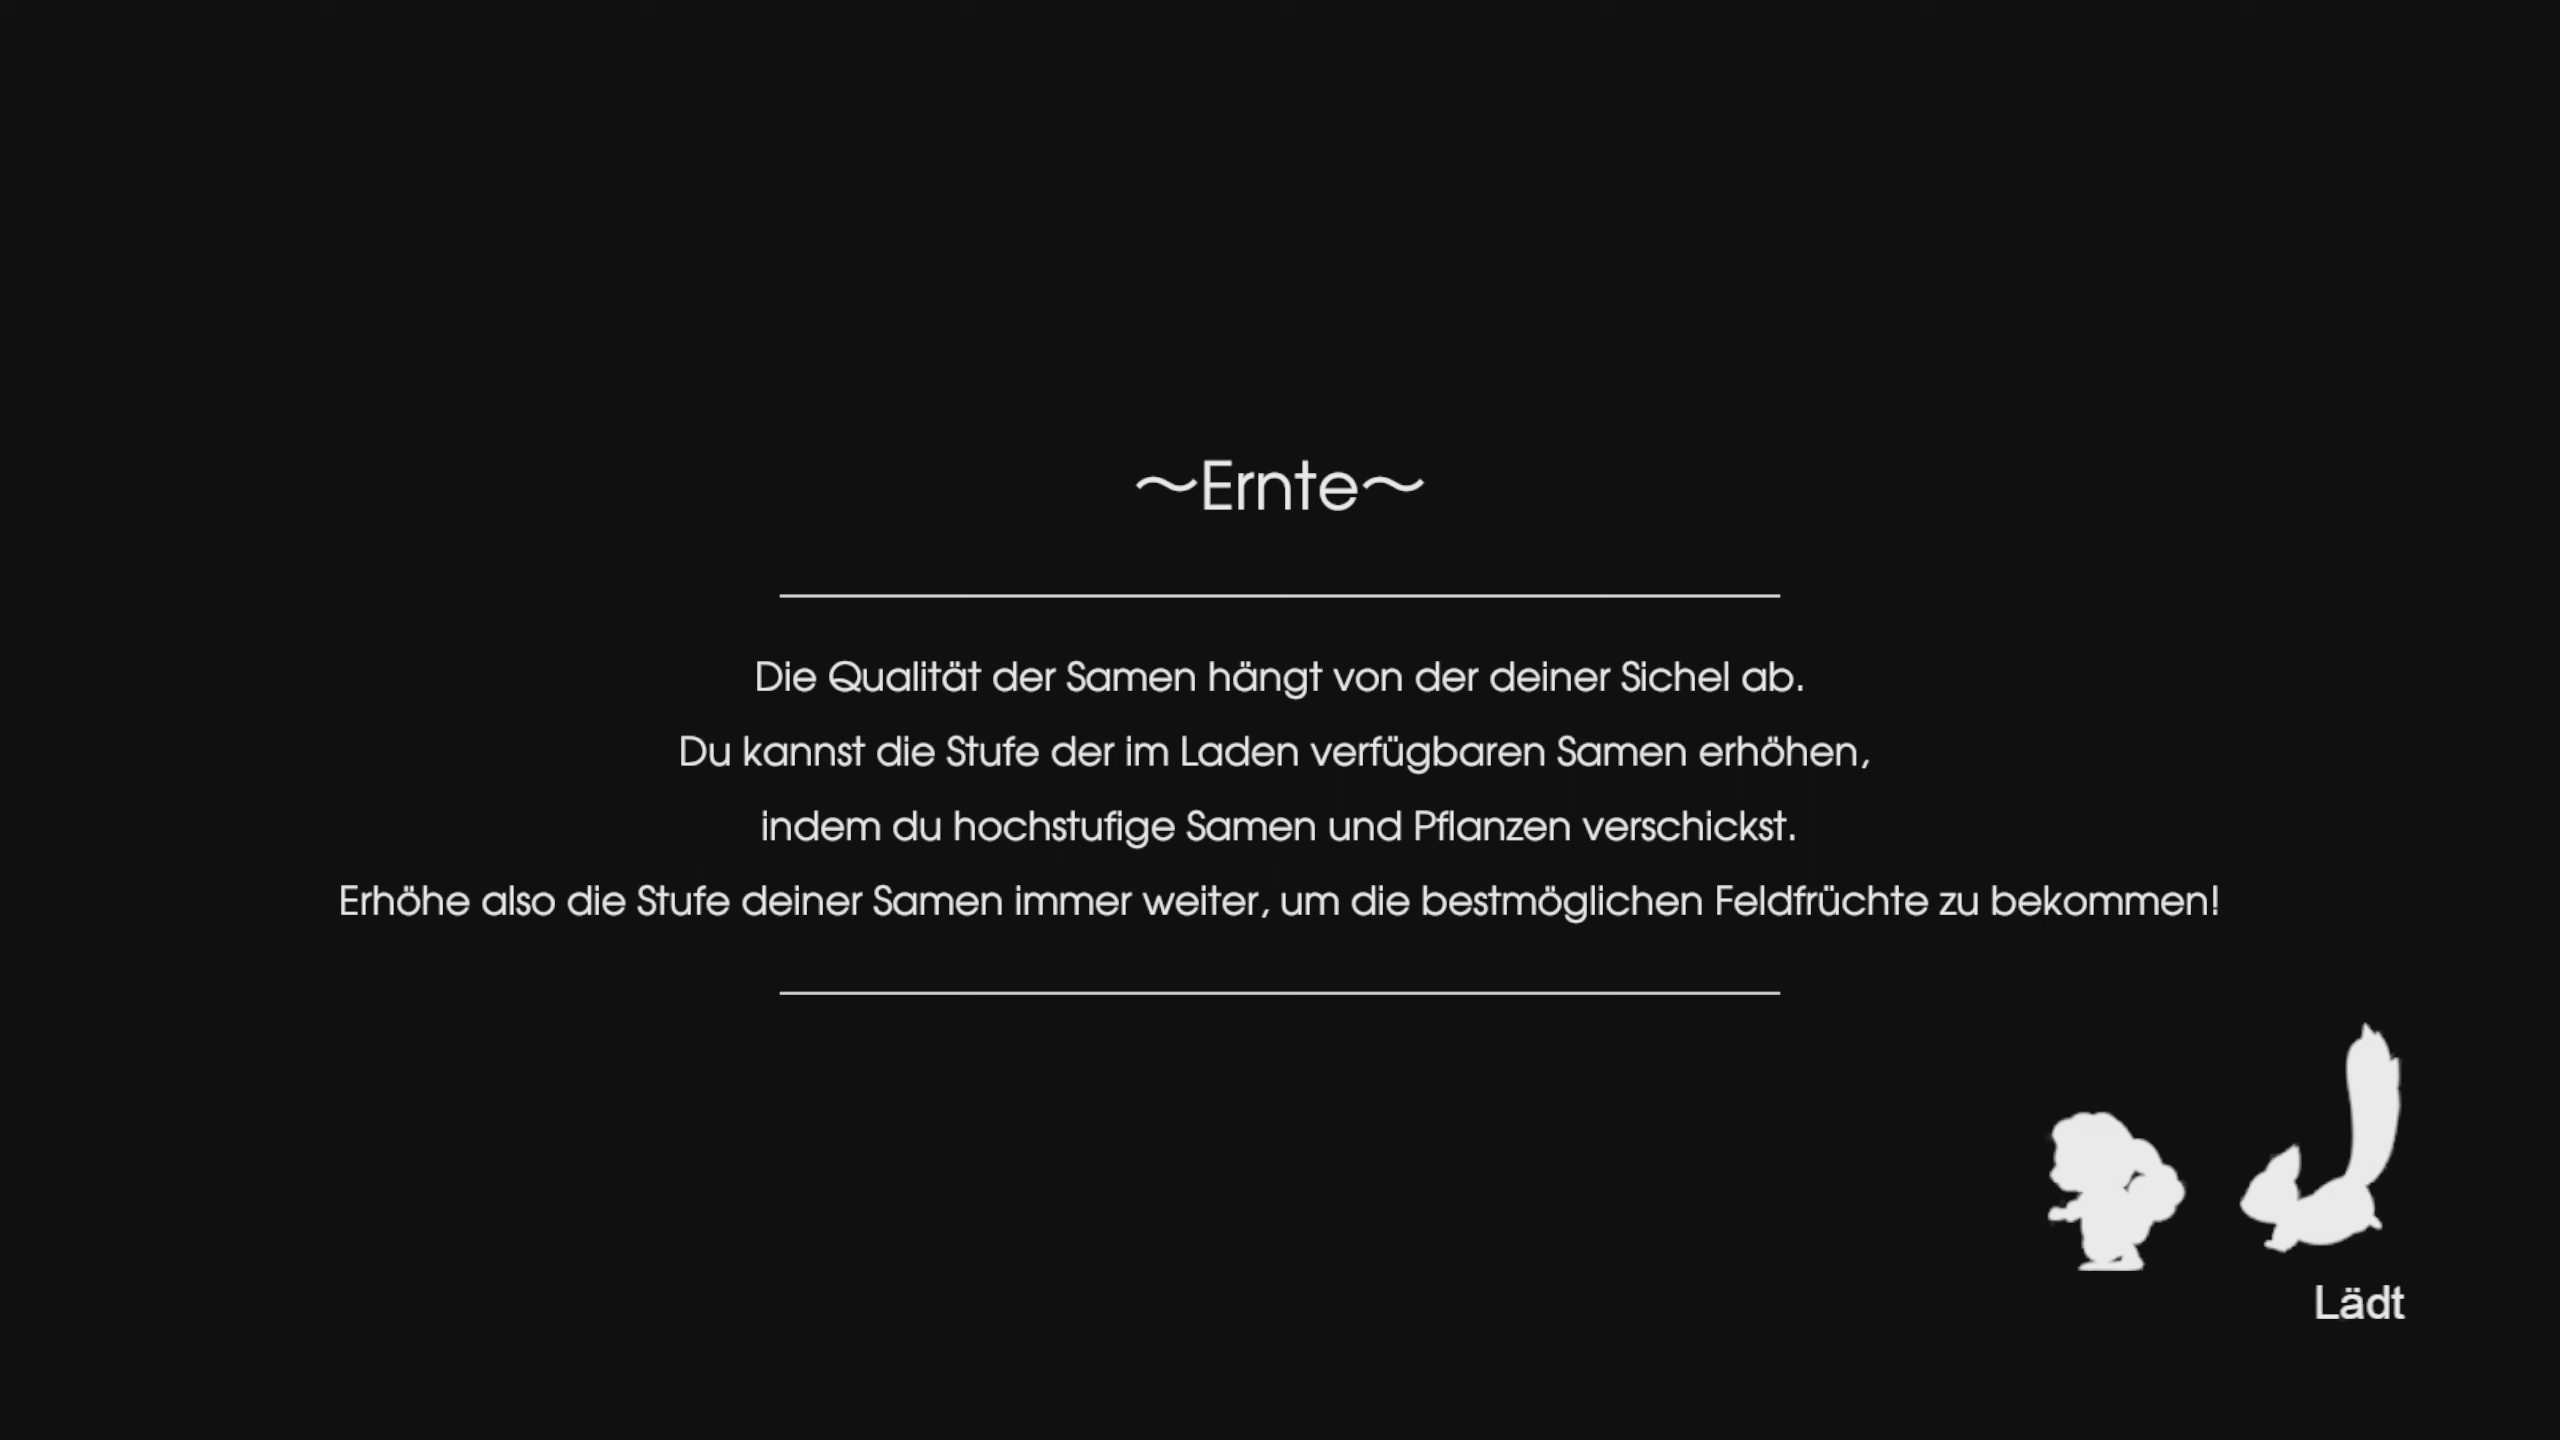 ～Ernte～
Die Qualität der Samen hängt von der deiner Sichel ab.
Du kannst die Stufe der im Laden verfügbaren Samen erhöhen,
indem du hochstufige Samen und Pflanzen verschickst.
Erhöhe also die Stufe deiner Samen immer weiter, um die bestmöglichen Feldfrüchte zu bekommen!
Lädt